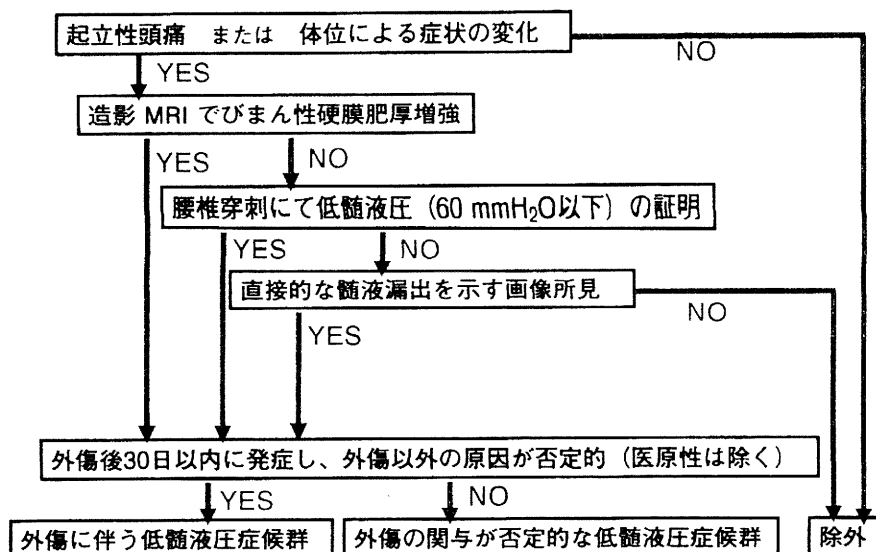 起立性頭痛 または 体位による症状の変化
NO
YES
造影 MRI でびまん性硬膜肥厚増強
YES
NO
腰椎穿刺にて低髄液圧（60 mmH₂O以下）の証明
YES
NO
直接的な髄液漏出を示す画像所見
NO
YES
外傷後30日以内に発症し、外傷以外の原因が否定的（医原性は除く）
YES
NO
外傷に伴う低髄液圧症候群
外傷の関与が否定的な低髄液圧症候群
除外